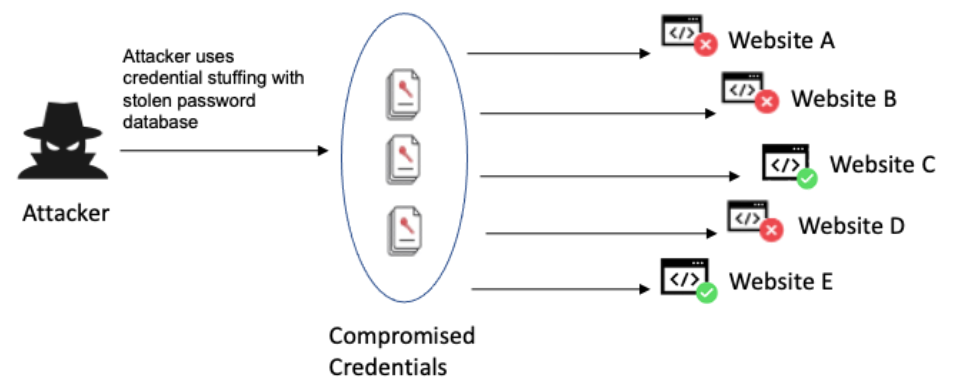 Attacker uses
credential stuffing with
stolen password
database
Attacker
Compromised
Credentials
</> Website A
</> Website B
</> Website C
</> Website D
</> Website E